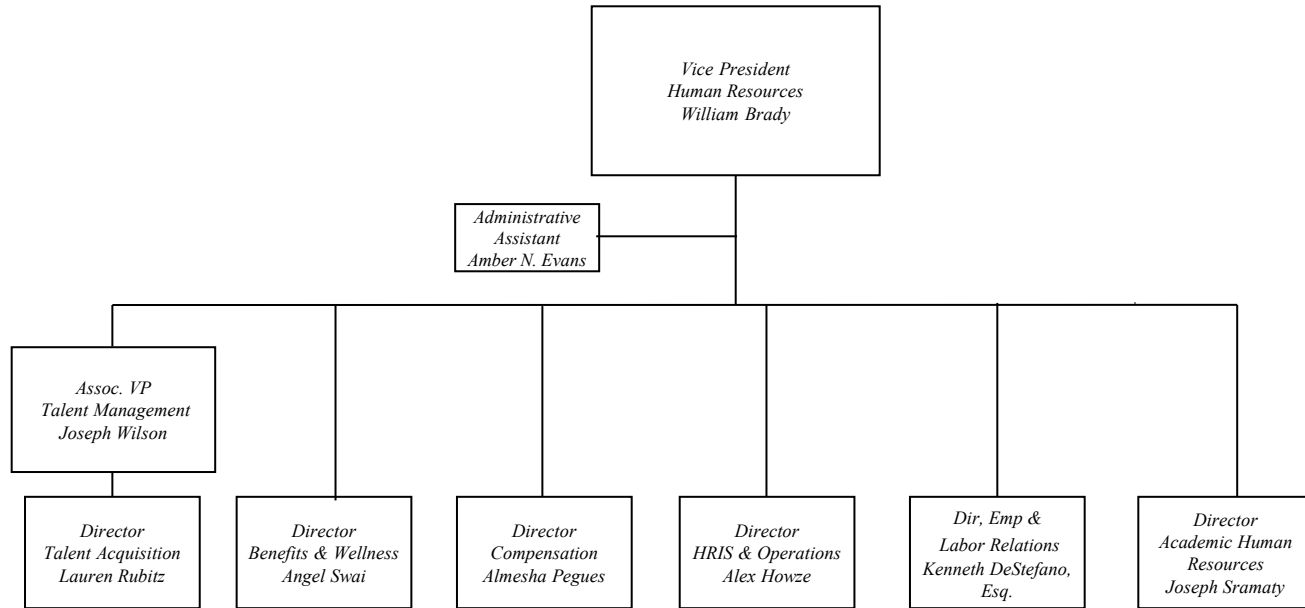 Vice President
Human Resources
William Brady
Administrative
Assistant
Amber N. Evans
Assoc. VP
Talent Management
Joseph Wilson
Director
Talent Acquisition
Lauren Rubitz
Director
Benefits & Wellness
Angel Swai
Director
Compensation
Almesha Pegues
Director
HRIS & Operations
Alex Howze
Dir, Emp &
Labor Relations
Kenneth DeStefano,
Esq.
Director
Academic Human
Resources
Joseph Sramaty